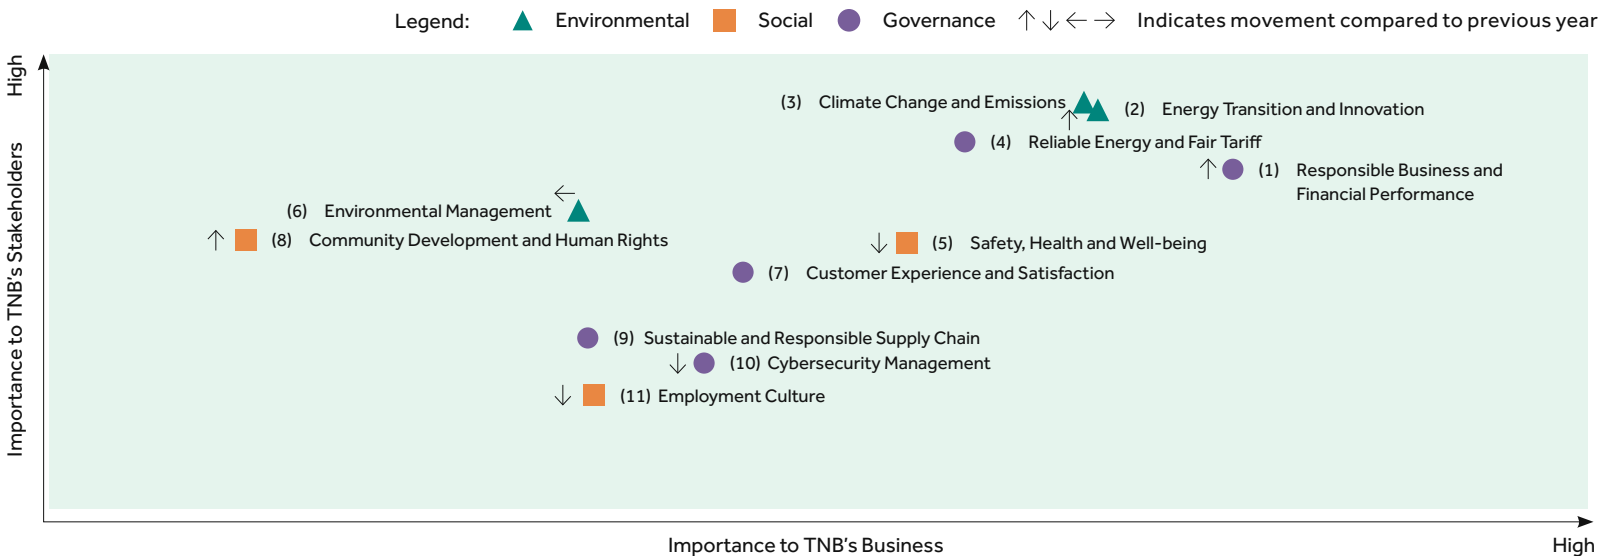 Legend: Environmental Social Governance ↑ ↓ ← → Indicates movement compared to previous year
High
Importance to TNB's Stakeholders
(3) Climate Change and Emissions
(2) Energy Transition and Innovation
(4) Reliable Energy and Fair Tariff
(1) Responsible Business and
Financial Performance
(6) Environmental Management
(8) Community Development and Human Rights
(5) Safety, Health and Well-being
(7) Customer Experience and Satisfaction
(9) Sustainable and Responsible Supply Chain
(10) Cybersecurity Management
(11) Employment Culture
Importance to TNB's Business
High